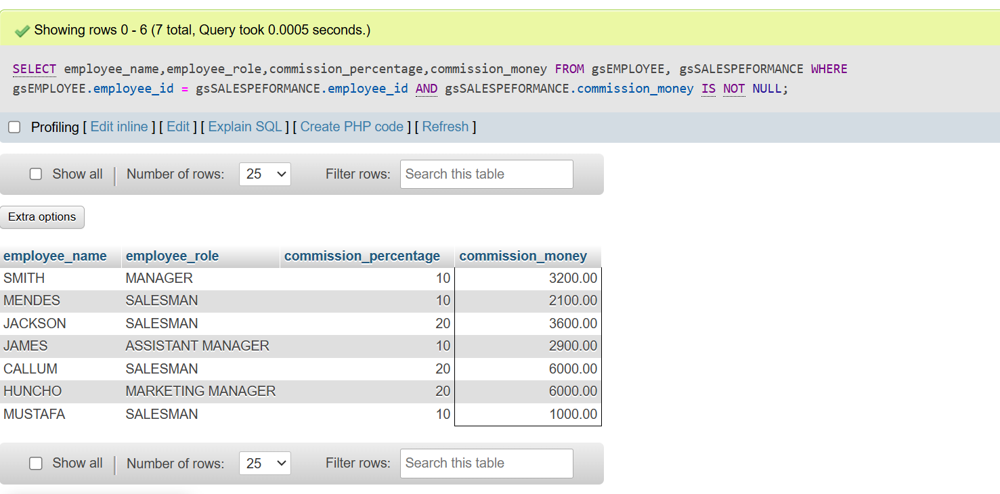 Showing rows 0 - 6 (7 total, Query took 0.0005 seconds.)
SELECT employee_name,employee_role,commission_percentage,commission_money FROM gsEMPLOYEE, gsSALESPEFORMANCE WHERE
gsEMPLOYEE.employee_id = gsSALESPEFORMANCE.employee_id AND gsSALESPEFORMANCE.commission_money IS NOT NULL;
Profiling [ Edit inline ] [ Edit ] [ Explain SQL ] [ Create PHP code ] [ Refresh ]
Show all | Number of rows: 25 Filter rows: Search this table
Extra options
employee_name employee_role commission_percentage commission_money
SMITH MANAGER 10 3200.00
MENDES SALESMAN 10 2100.00
JACKSON SALESMAN 20 3600.00
JAMES ASSISTANT MANAGER 10 2900.00
CALLUM SALESMAN 20 6000.00
HUNCHO MARKETING MANAGER 20 6000.00
MUSTAFA SALESMAN 10 1000.00
Show all | Number of rows: 25 Filter rows: Search this table